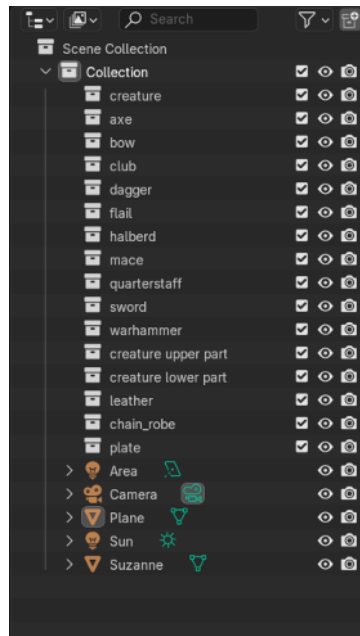 Search
Scene Collection
Collection
creature
axe
bow
club
dagger
flail
halberd
mace
quarterstaff
sword
warhammer
creature upper part
creature lower part
leather
chain_robe
plate
Area
Camera
Plane
Sun
Suzanne